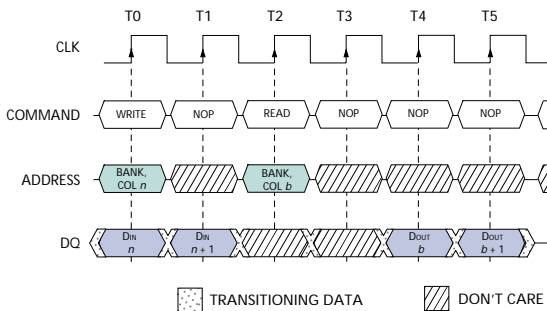 T0 T1 T2 T3 T4 T5
CLK
COMMAND WRITE NOP READ NOP NOP NOP
ADDRESS BANK, COL n BANK, COL b
DQ DIN n DIN n + 1 DOUT b DOUT b + 1
TRANSITIONING DATA DON'T CARE